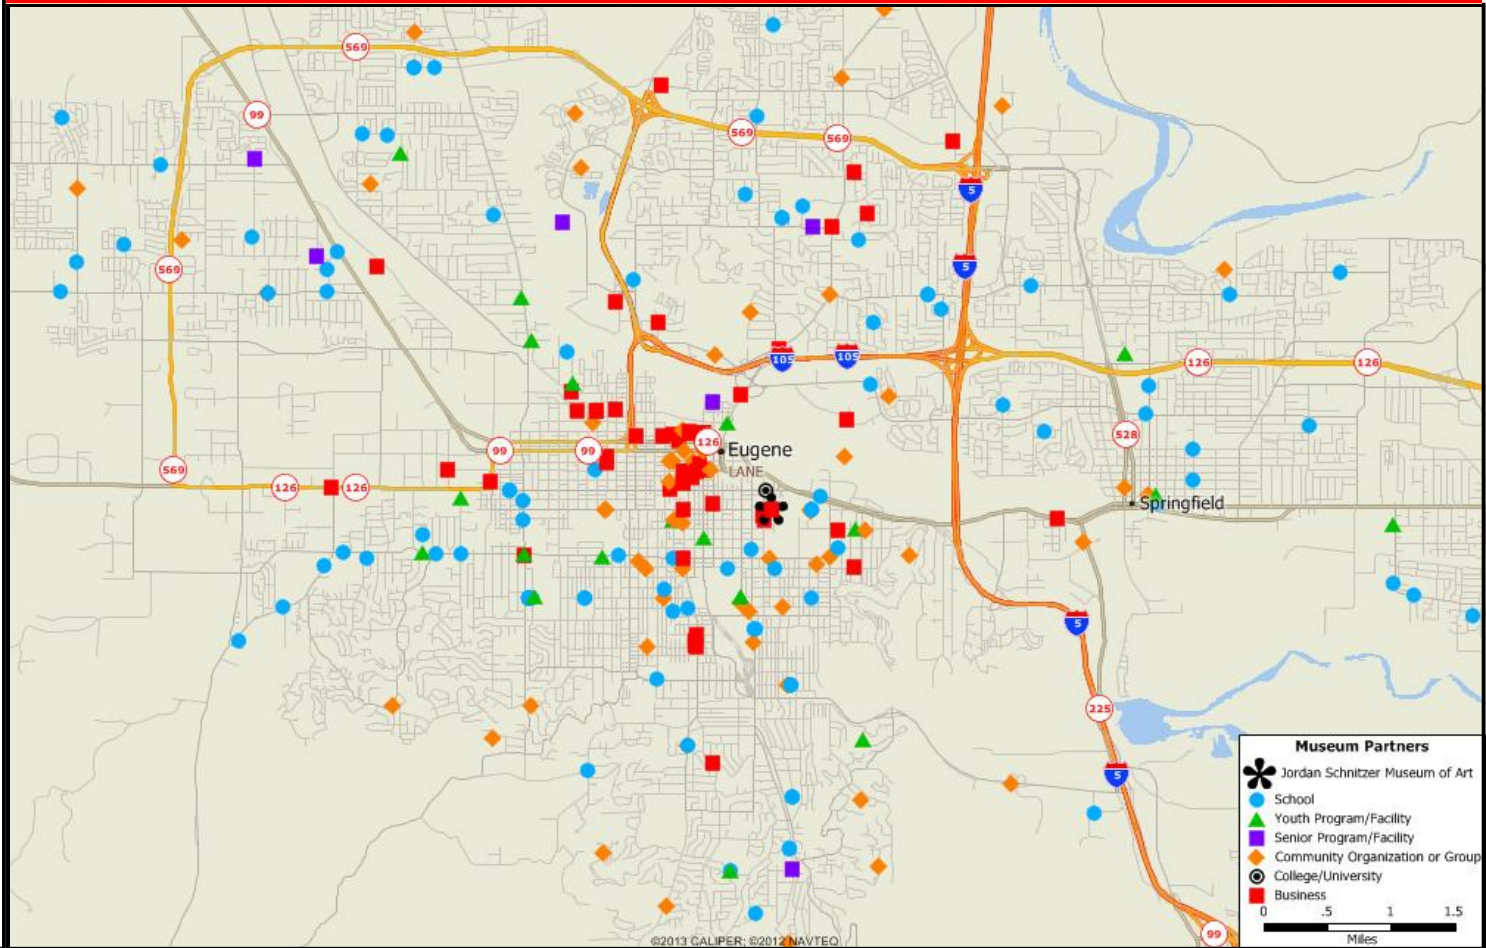 569
99
569
569
5
569
5
105
105
126
126
99
99
126
Eugene
LANE
528
569
126
126
Springfield
5
225
5
99
Museum Partners
Jordan Schnitzer Museum of Art
School
Youth Program/Facility
Senior Program/Facility
Community Organization or Group
College/University
Business
0 .5 1 1.5
Miles
©2013 CALIPER; ©2012 NAVTEQ